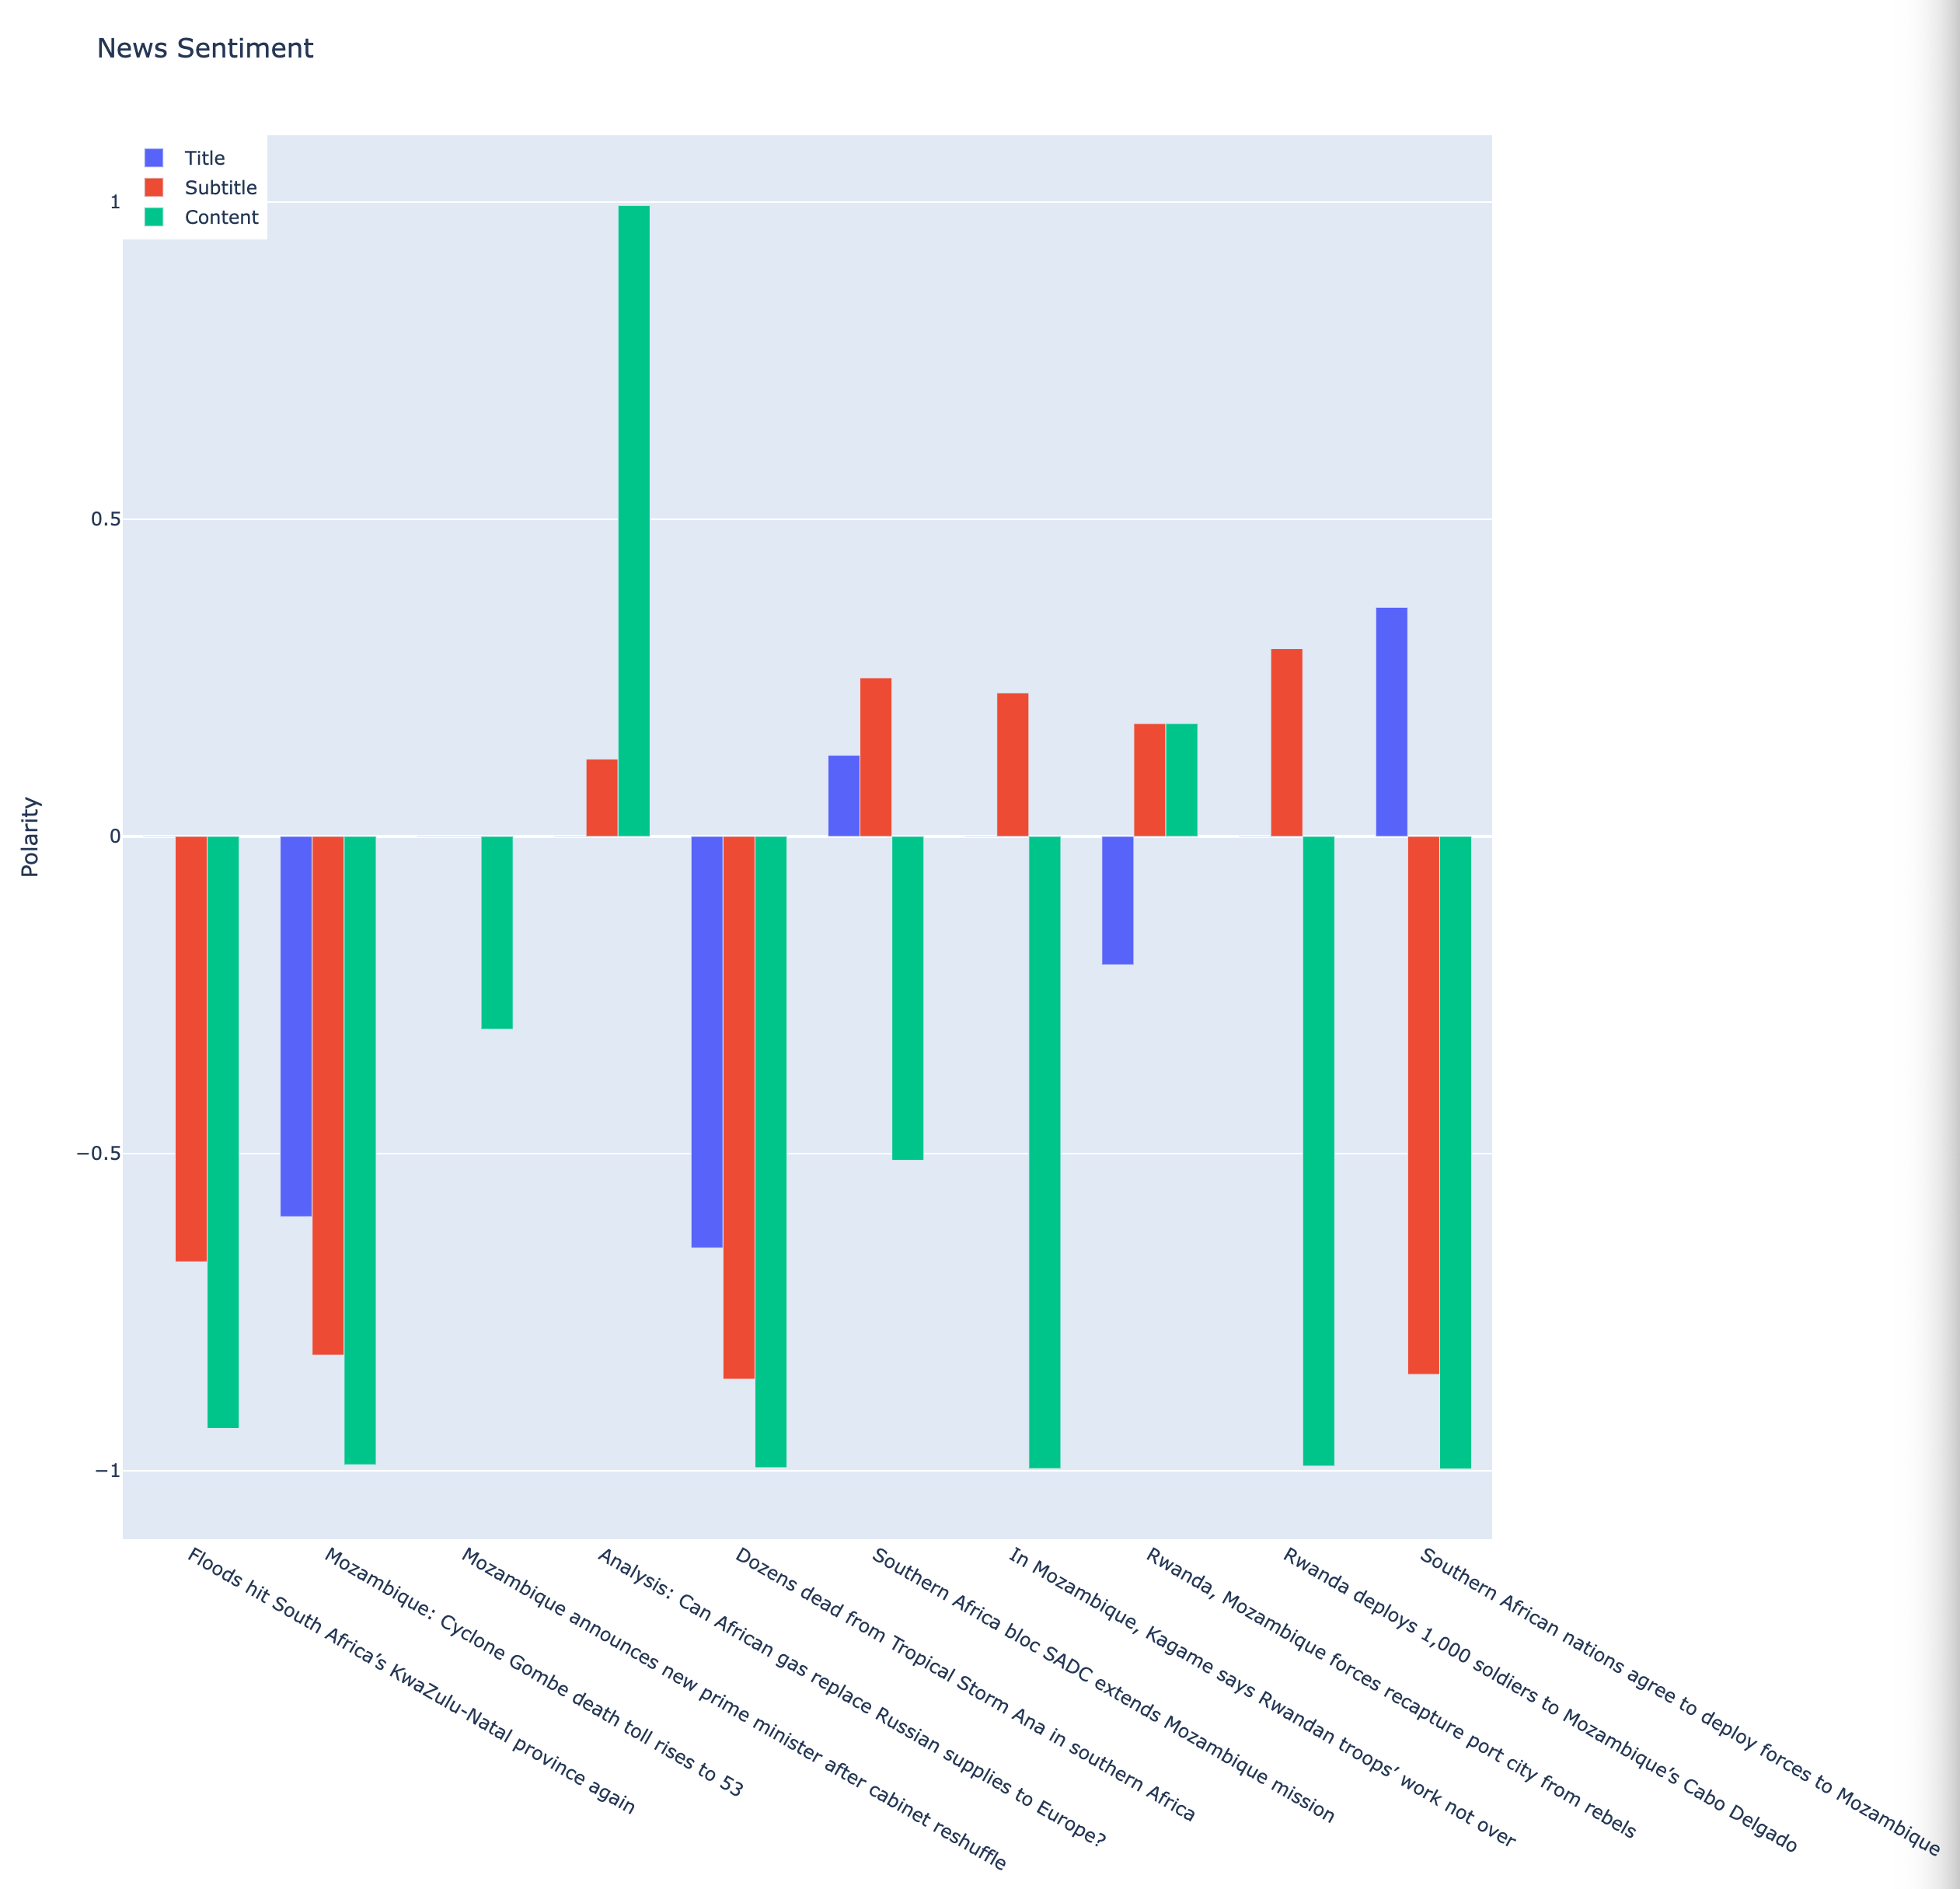 News Sentiment
Title
Subtitle
Content
1
0.5
0
−0.5
−1
Polarity
Floods hit South Africa’s KwaZulu-Natal province again
Mozambique: Cyclone Gombe death toll rises to 53
Mozambique announces new prime minister after cabinet reshuffle
Analysis: Can African gas replace Russian supplies to Europe?
Dozens dead from Tropical Storm Ana in southern Africa
Southern Africa bloc SADC extends Mozambique mission
In Mozambique, Kagame says Rwandan troops’ work not over
Rwanda, Mozambique forces recapture port city from rebels
Rwanda deploys 1,000 soldiers to Mozambique’s Cabo Delgado
Southern African nations agree to deploy forces to Mozambique